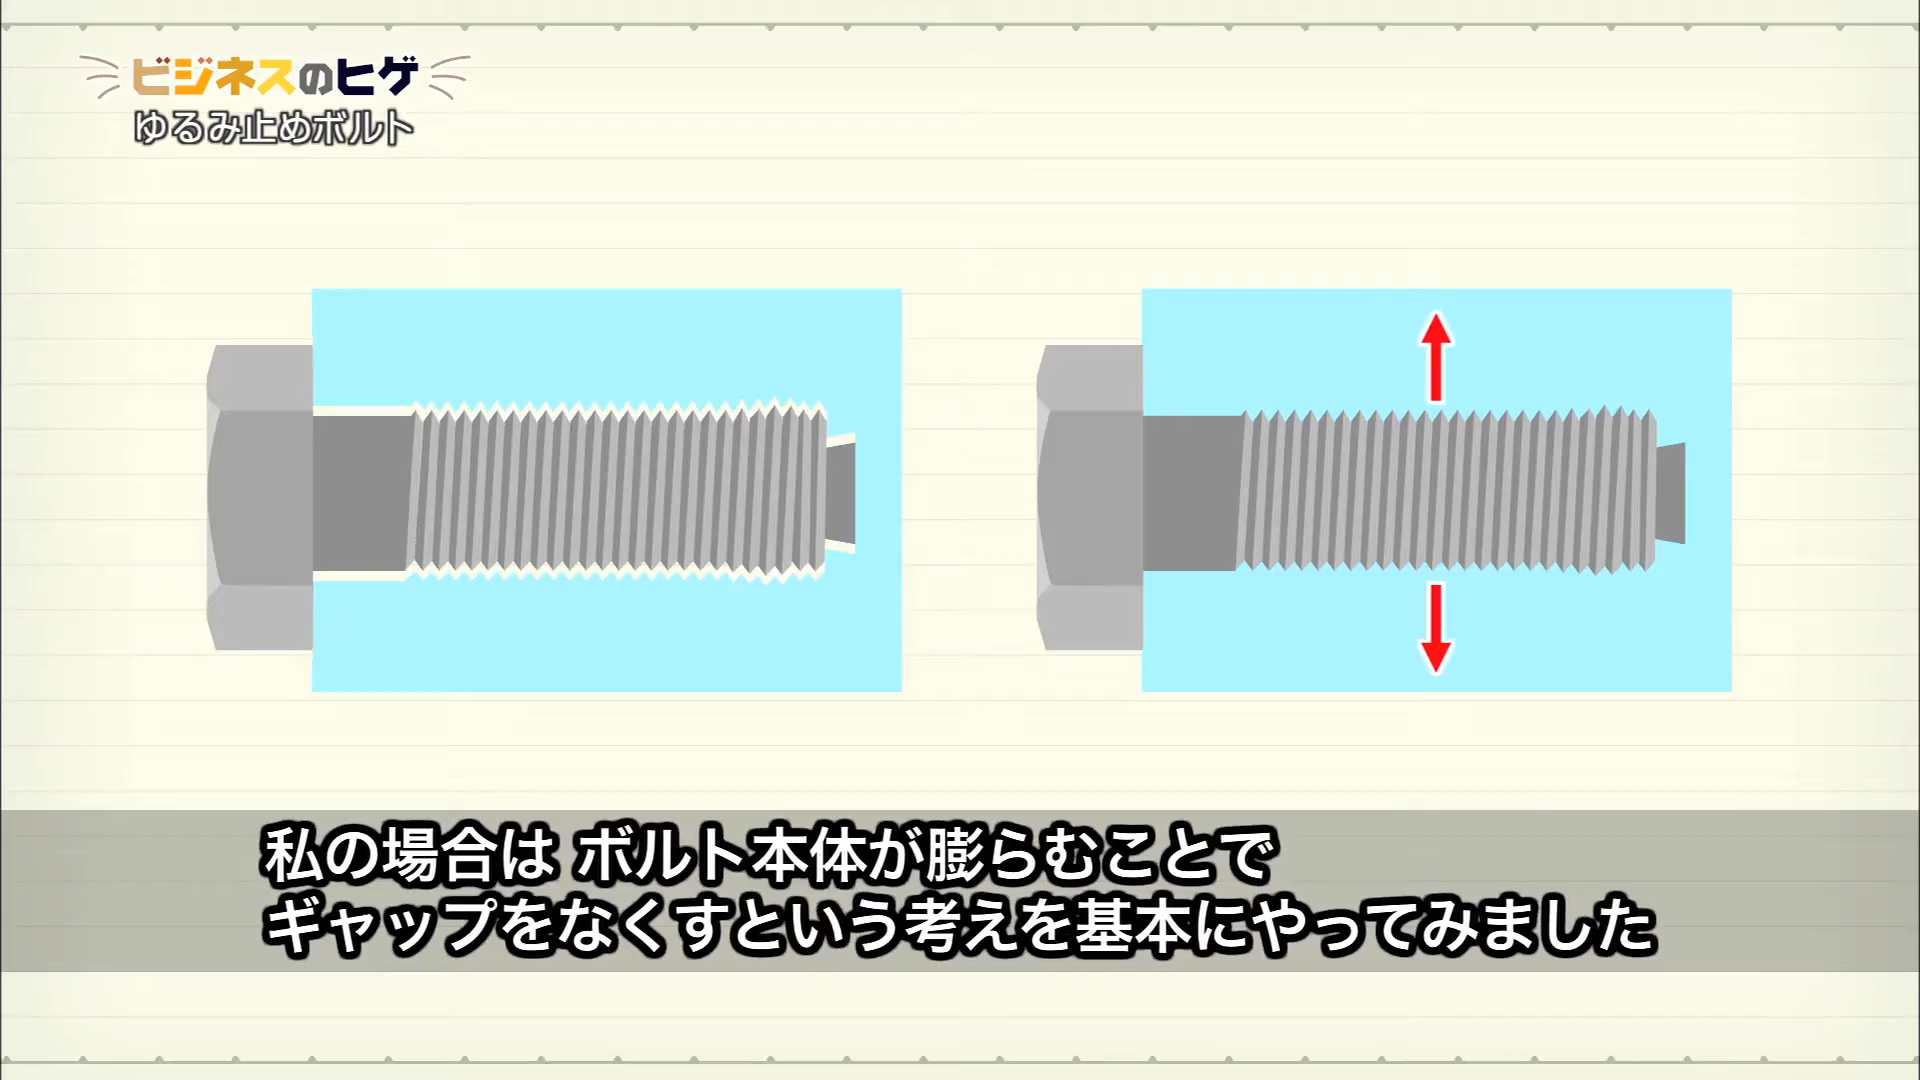 ビジネスのヒゲ
ゆるみ止めボルト
私の場合は ボルト本体が膨らむことで
ギャップをなくすという考えを基本にやってみました